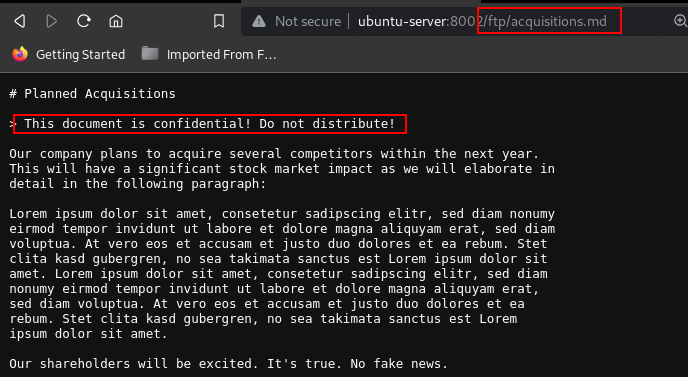 Not secure ubuntu-server:8002/ftp/acquisitions.md
Getting Started Imported From F...
# Planned Acquisitions
> This document is confidential! Do not distribute!
Our company plans to acquire several competitors within the next year.
This will have a significant stock market impact as we will elaborate in
detail in the following paragraph:
Lorem ipsum dolor sit amet, consetetur sadipscing elitr, sed diam nonumy
eirmod tempor invidunt ut labore et dolore magna aliquyam erat, sed diam
voluptua. At vero eos et accusam et justo duo dolores et ea rebum. Stet
clita kasd gubergren, no sea takimata sanctus est Lorem ipsum dolor sit
amet. Lorem ipsum dolor sit amet, consetetur sadipscing elitr, sed diam
nonumy eirmod tempor invidunt ut labore et dolore magna aliquyam erat,
sed diam voluptua. At vero eos et accusam et justo duo dolores et ea
rebum. Stet clita kasd gubergren, no sea takimata sanctus est Lorem
ipsum dolor sit amet.
Our shareholders will be excited. It's true. No fake news.